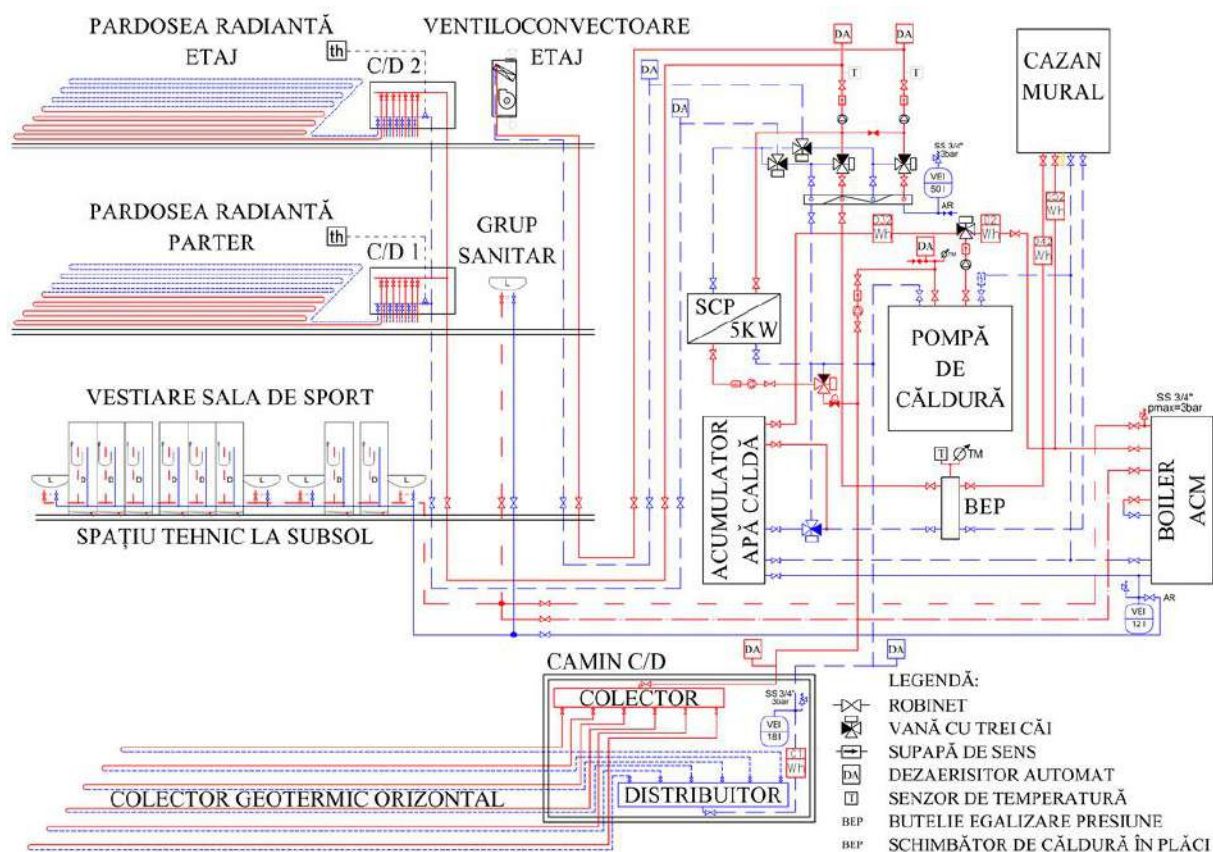 PARDOSEA RADIANTĂ
ETAJ
th
C/D 2
VENTILOCONVECTOARE
ETAJ
DA
DA
DA
DA
T
T
CAZAN
MURAL
SS 3/4"
3bar
VEI
50 l
AR
PARDOSEA RADIANTĂ
PARTER
th
C/D 1
GRUP
SANITAR
L
Wh
Wh
Wh
Wh
DA
TM
SCP
5KW
POMPĂ
DE
CĂLDURĂ
VESTIARE SALA DE SPORT
L
D
D
D
D
D
D
L
L
D
D
L
SPAȚIU TEHNIC LA SUBSOL
ACUMULATOR
APĂ CALDĂ
T
TM
BEP
SS 3/4"
pmax=3bar
BOILER
ACM
AR
VEI
12 l
CAMIN C/D
DA
DA
COLECTOR
SS 3/4"
3bar
VEI
18 l
Wh
DISTRIBUITOR
COLECTOR GEOTERMIC ORIZONTAL
LEGENDĂ:
ROBINET
VANĂ CU TREI CĂI
SUPAPĂ DE SENS
DA DEZAERISITOR AUTOMAT
T SENZOR DE TEMPERATURĂ
BEP BUTELIE EGALIZARE PRESIUNE
BEP SCHIMBĂTOR DE CĂLDURĂ ÎN PLĂCI